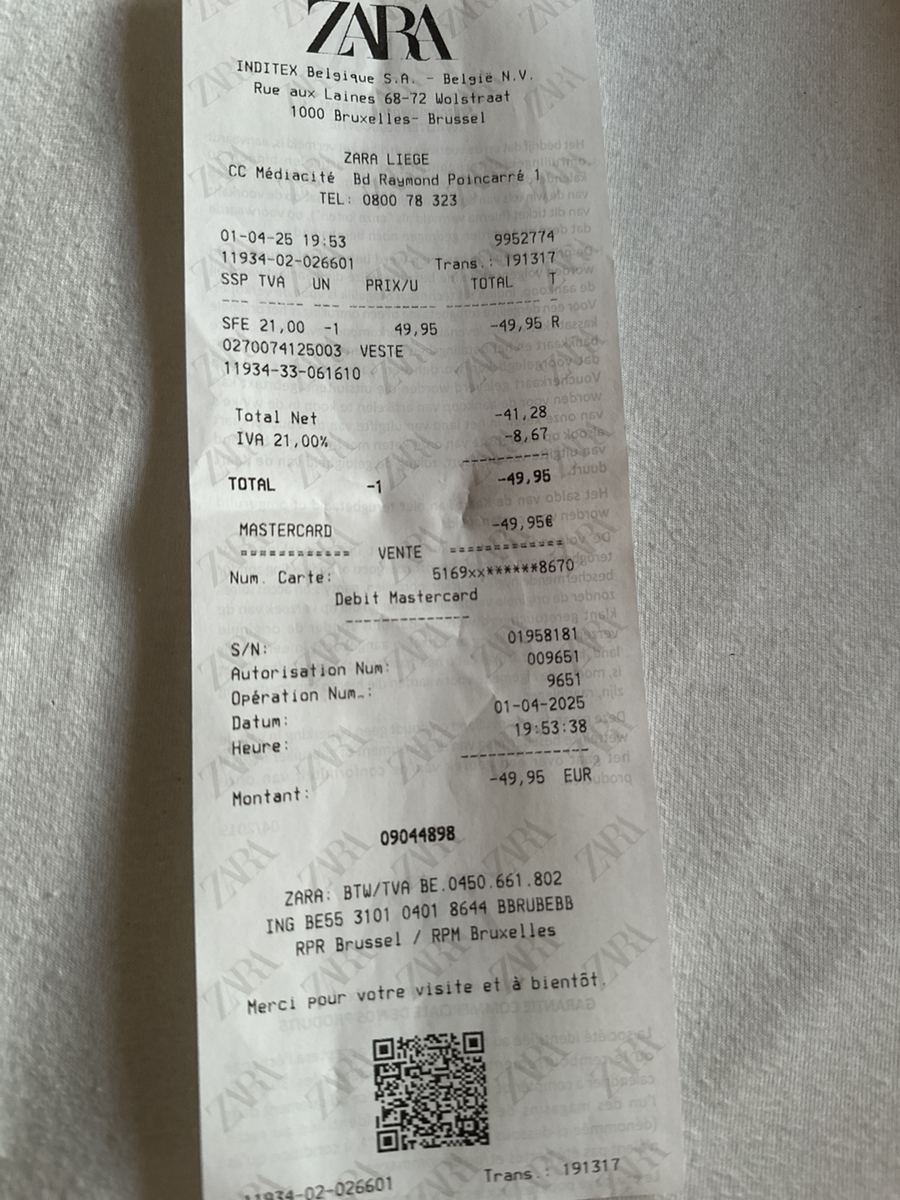 ZARA
INDITEX Belgique S.A. - België N.V.
Rue aux Laines 68-72 Wolstraat
1000 Bruxelles- Brussel
ZARA LIEGE
CC Médiacité Bd Raymond Poincarré 1
TEL: 0800 78 323
01-04-25 19:53 9952774
11934-02-026601 Trans.: 191317
SSP TVA UN PRIX/U TOTAL T
--- ----- --- ---------- ----------- -
SFE 21,00 -1 49,95 -49,95 R
0270074125003 VESTE
11934-33-061610
Total Net -41,28
IVA 21,00% -8,67
----------
TOTAL -1 -49,95
MASTERCARD -49,95€
============ VENTE =============
Num. Carte: 5169xx******8670
Debit Mastercard
--------------
S/N: 01958181
Autorisation Num: 009651
Opération Num.: 9651
Datum: 01-04-2025
Heure: 19:53:38
--------------
Montant: -49,95 EUR
09044898
ZARA: BTW/TVA BE.0450.661.802
ING BE55 3101 0401 8644 BBRUBEBB
RPR Brussel / RPM Bruxelles
Merci pour votre visite et à bientôt.
11934-02-026601 Trans.: 191317